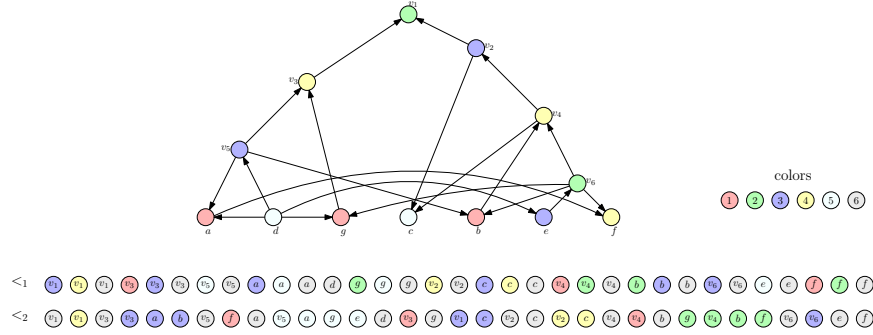 v1
v2
v3
v4
v5
v6
a d g c b e f
colors
1 2 3 4 5 6
<1 v1 v1 v1 v3 v3 v3 v5 v5 a a a d g g g v2 v2 c c c v4 v4 v4 b b b v6 v6 e e f f f
<2 v1 v1 v3 v3 a b v5 f a v5 a g e d v3 g v1 c v2 c v2 c v4 v4 b g v4 b f v6 v6 e f